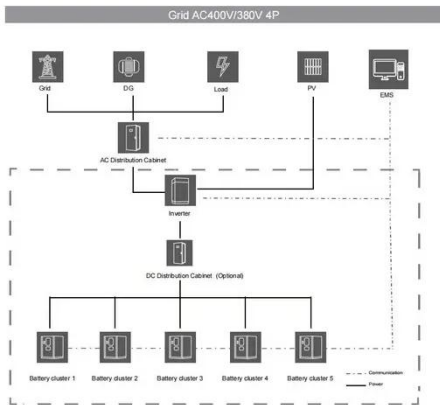 Grid AC400V/380V 4P
Grid
DG
Load
PV
EMS
AC Distribution Cabinet
Inverter
DC Distribution Cabinet (Optional)
Battery cluster 1
Battery cluster 2
Battery cluster 3
Battery cluster 4
Battery cluster 5
Communication
Power